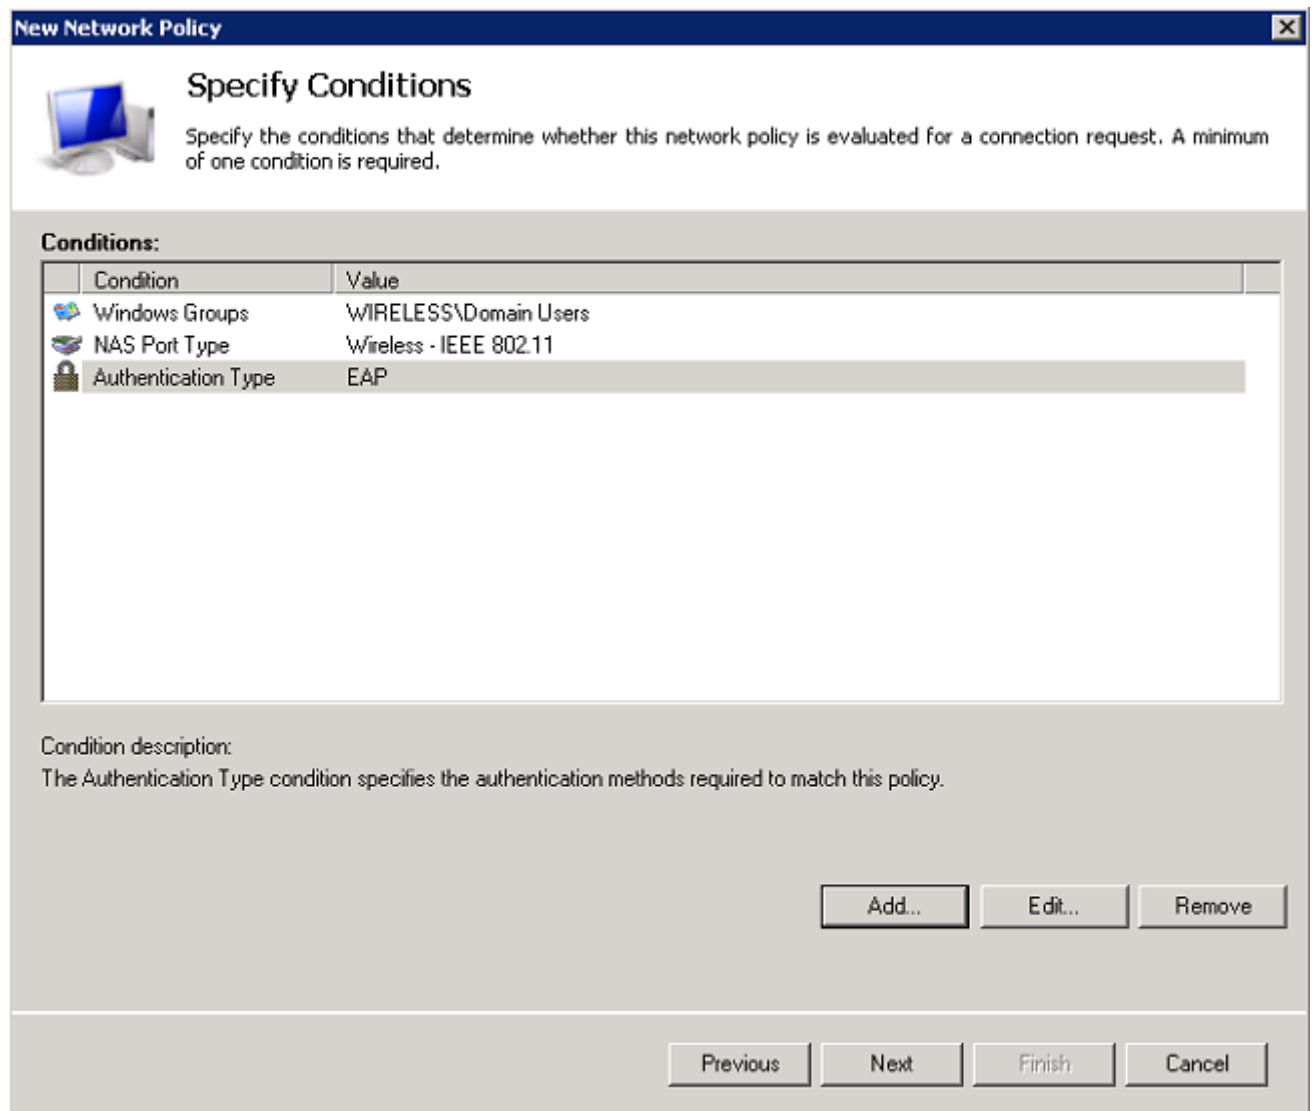 New Network Policy
Specify Conditions
Specify the conditions that determine whether this network policy is evaluated for a connection request. A minimum
of one condition is required.
Conditions:
Condition Value
Windows Groups WIRELESS\Domain Users
NAS Port Type Wireless - IEEE 802.11
Authentication Type EAP
Condition description:
The Authentication Type condition specifies the authentication methods required to match this policy.
Add... Edit... Remove
Previous Next Finish Cancel